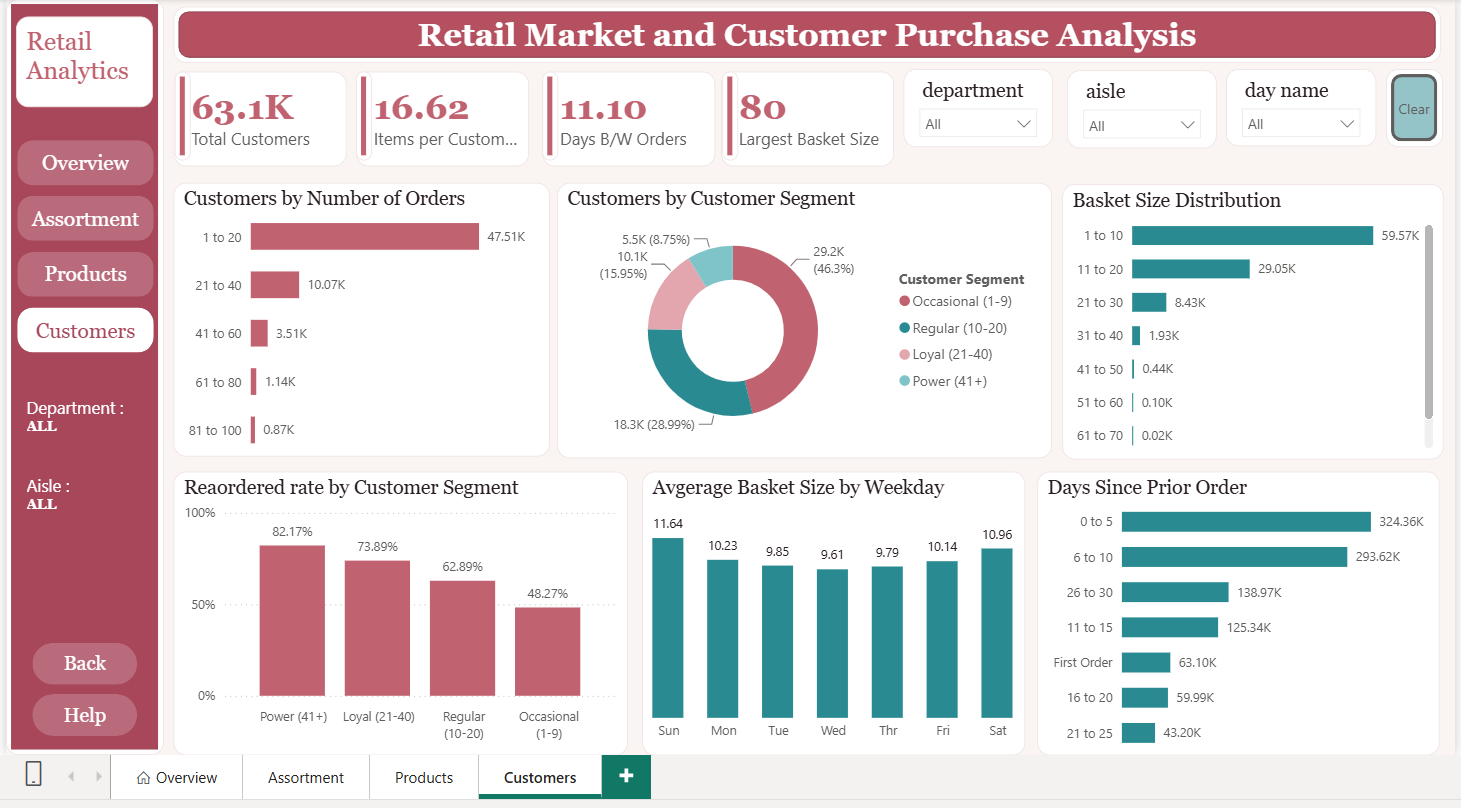 Retail
Analytics
Overview
Assortment
Products
Customers
Department :
ALL
Aisle :
ALL
Back
Help
Retail Market and Customer Purchase Analysis
63.1K
Total Customers
16.62
Items per Custom...
11.10
Days B/W Orders
80
Largest Basket Size
department
All
aisle
All
day name
All
Clear
Customers by Number of Orders
1 to 20
47.51K
21 to 40
10.07K
41 to 60
3.51K
61 to 80
1.14K
81 to 100
0.87K
Customers by Customer Segment
5.5K (8.75%)
10.1K
(15.95%)
29.2K
(46.3%)
18.3K (28.99%)
Customer Segment
Occasional (1-9)
Regular (10-20)
Loyal (21-40)
Power (41+)
Basket Size Distribution
1 to 10
59.57K
11 to 20
29.05K
21 to 30
8.43K
31 to 40
1.93K
41 to 50
0.44K
51 to 60
0.10K
61 to 70
0.02K
Reaordered rate by Customer Segment
100%
50%
0%
82.17%
73.89%
62.89%
48.27%
Power (41+)
Loyal (21-40)
Regular
(10-20)
Occasional
(1-9)
Avgerage Basket Size by Weekday
11.64
10.23
9.85
9.61
9.79
10.14
10.96
Sun
Mon
Tue
Wed
Thr
Fri
Sat
Days Since Prior Order
0 to 5
324.36K
6 to 10
293.62K
26 to 30
138.97K
11 to 15
125.34K
First Order
63.10K
16 to 20
59.99K
21 to 25
43.20K
Overview
Assortment
Products
Customers